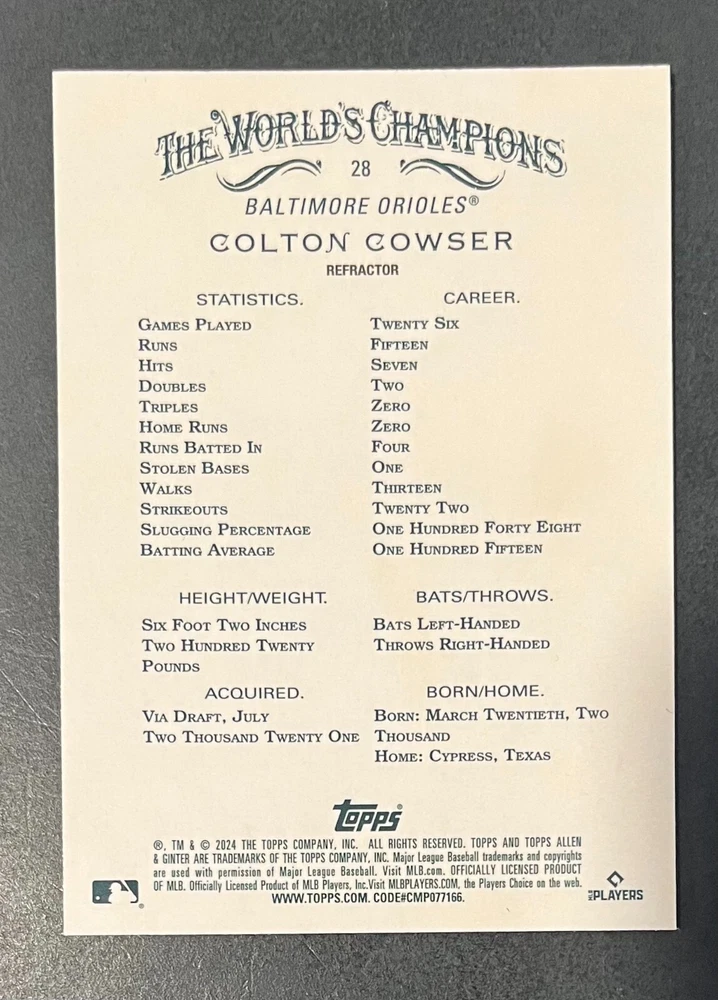 THE WORLD'S CHAMPIONS
28
BALTIMORE ORIOLES®
COLTON COWSER
REFRACTOR
STATISTICS. CAREER.
GAMES PLAYED TWENTY SIX
RUNS FIFTEEN
HITS SEVEN
DOUBLES TWO
TRIPLES ZERO
HOME RUNS ZERO
RUNS BATTED IN FOUR
STOLEN BASES ONE
WALKS THIRTEEN
STRIKEOUTS TWENTY TWO
SLUGGING PERCENTAGE ONE HUNDRED FORTY EIGHT
BATTING AVERAGE ONE HUNDRED FIFTEEN
HEIGHT/WEIGHT. BATS/THROWS.
SIX FOOT TWO INCHES BATS LEFT-HANDED
TWO HUNDRED TWENTY THROWS RIGHT-HANDED
POUNDS
ACQUIRED. BORN/HOME.
VIA DRAFT, JULY BORN: MARCH TWENTIETH, TWO
TWO THOUSAND TWENTY ONE THOUSAND
HOME: CYPRESS, TEXAS
Topps®
®, TM & © 2024 THE TOPPS COMPANY, INC. ALL RIGHTS RESERVED. TOPPS AND TOPPS ALLEN
& GINTER ARE TRADEMARKS OF THE TOPPS COMPANY, INC. Major League Baseball trademarks and copyrights
are used with permission of Major League Baseball. Visit MLB.com. OFFICIALLY LICENSED PRODUCT
OF MLB. Officially Licensed Product of MLB Players, Inc.Visit MLBPLAYERS.COM, the Players Choice on the web.
WWW.TOPPS.COM. CODE#CMP077166.
MLB PLAYERS